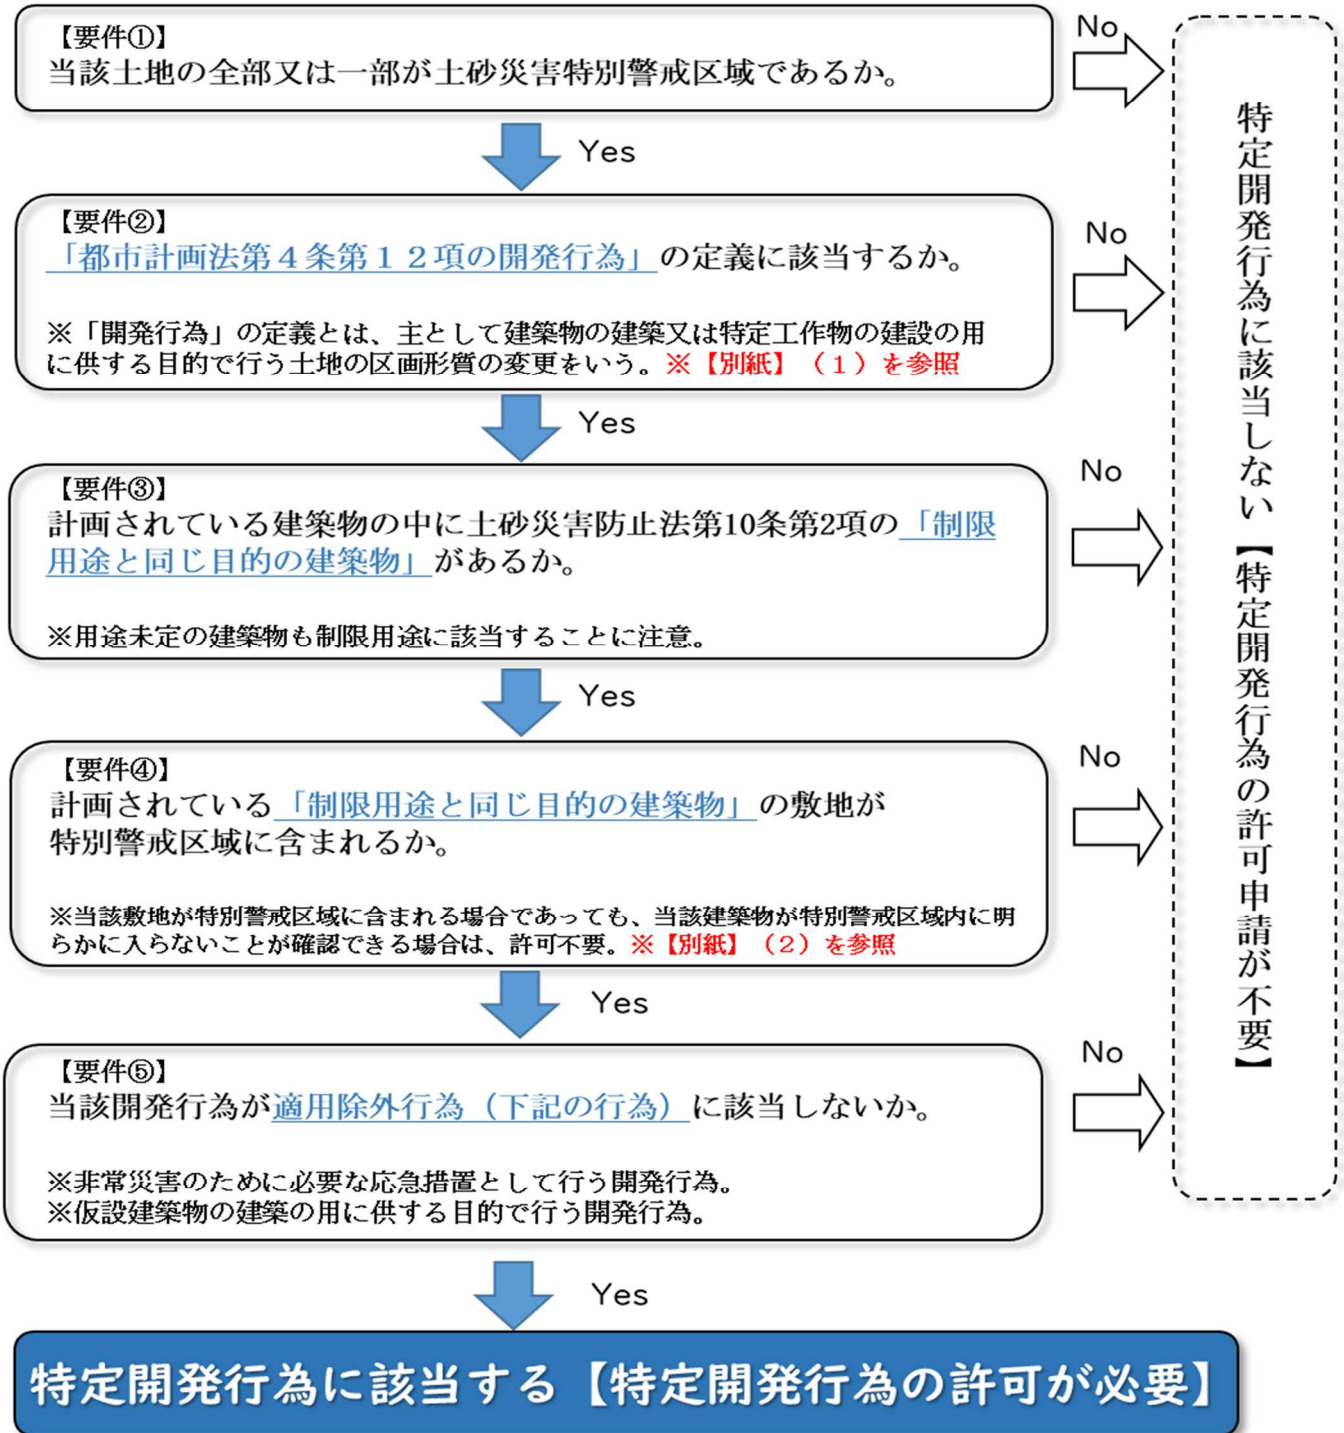 【要件①】
当該土地の全部又は一部が土砂災害特別警戒区域であるか。
No
Yes
【要件②】
「都市計画法第４条第１２項の開発行為」の定義に該当するか。
※「開発行為」の定義とは、主として建築物の建築又は特定工作物の建設の用
に供する目的で行う土地の区画形質の変更をいう。※【別紙】（１）を参照
No
Yes
【要件③】
計画されている建築物の中に土砂災害防止法第10条第2項の「制限
用途と同じ目的の建築物」があるか。
※用途未定の建築物も制限用途に該当することに注意。
No
Yes
【要件④】
計画されている「制限用途と同じ目的の建築物」の敷地が
特別警戒区域に含まれるか。
※当該敷地が特別警戒区域に含まれる場合であっても、当該建築物が特別警戒区域内に明
らかに入らないことが確認できる場合は、許可不要。※【別紙】（２）を参照
No
Yes
【要件⑤】
当該開発行為が適用除外行為（下記の行為）に該当しないか。
※非常災害のために必要な応急措置として行う開発行為。
※仮設建築物の建築の用に供する目的で行う開発行為。
No
Yes
特定開発行為に該当しない【特定開発行為の許可申請が不要】
特定開発行為に該当する【特定開発行為の許可が必要】